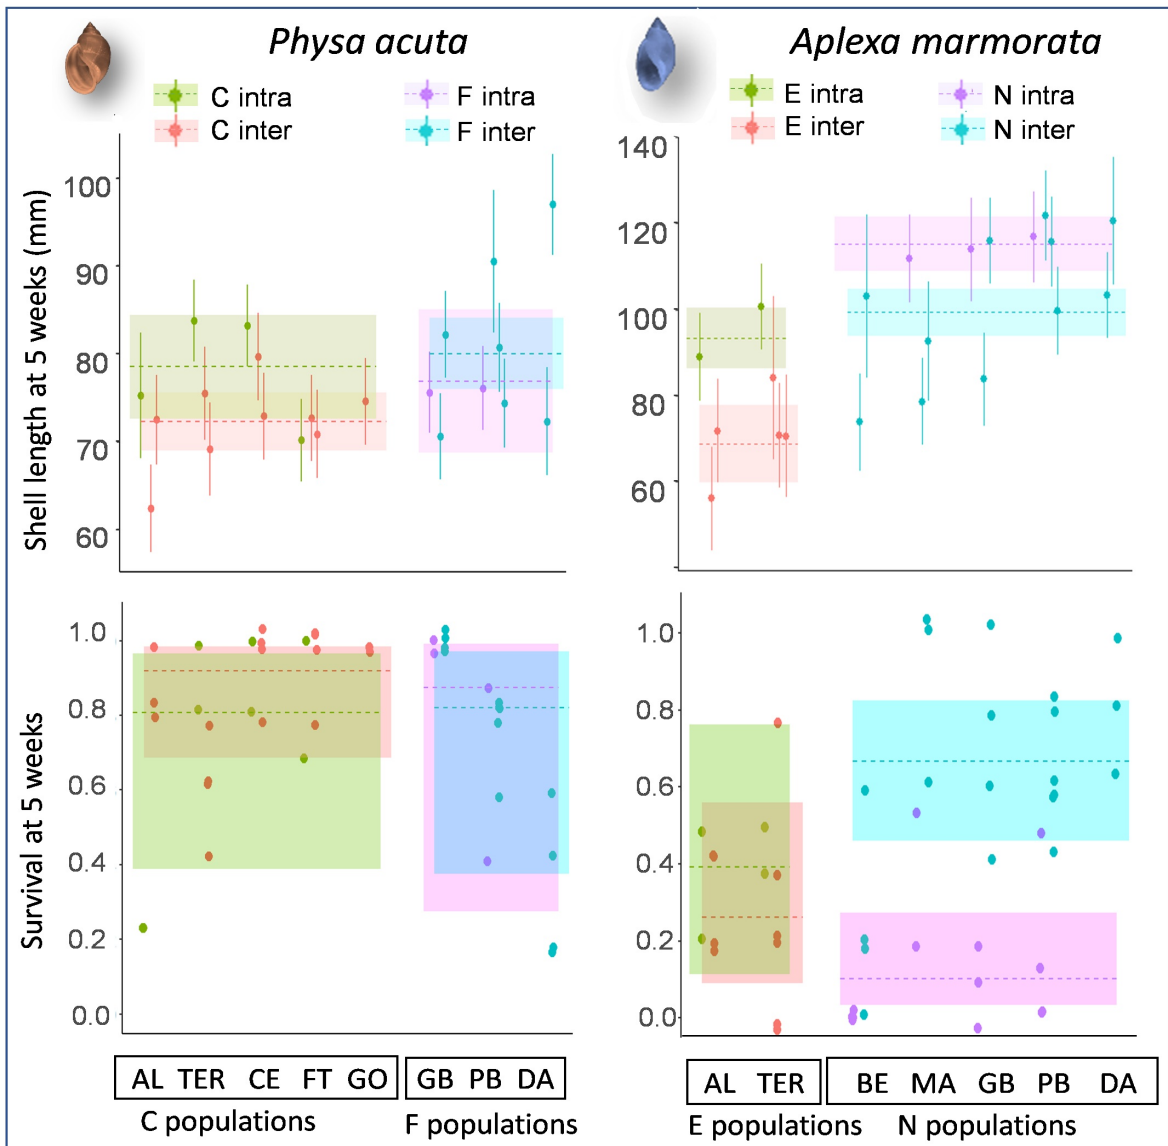 Physa acuta
Aplexa marmorata
C intra
F intra
E intra
N intra
C inter
F inter
E inter
N inter
Shell length at 5 weeks (mm)
100
90
80
70
60
140
120
100
80
60
Survival at 5 weeks
1.0
0.8
0.6
0.4
0.2
0.0
1.0
0.8
0.6
0.4
0.2
0.0
AL TER CE FT GO
GB PB DA
AL TER
BE MA GB PB DA
C populations
F populations
E populations
N populations